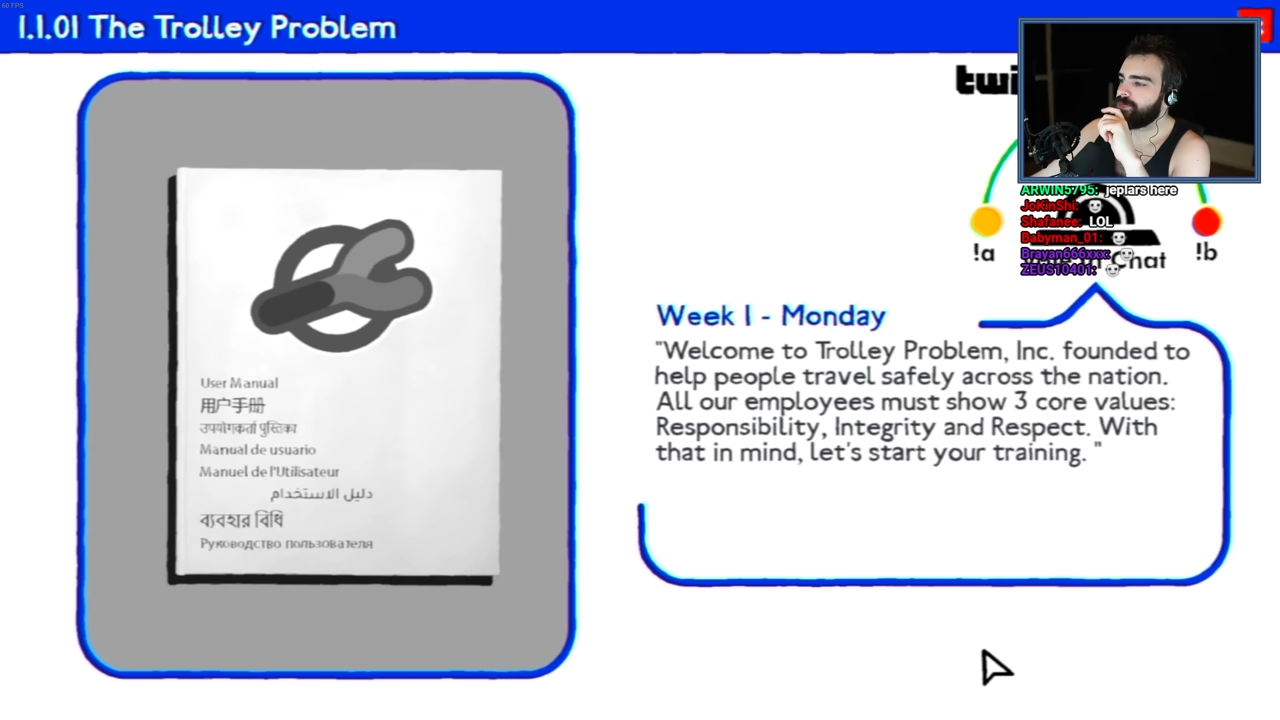 60 FPS
1.1.01 The Trolley Problem
ARWIN5795: jeplars here
JoKinShi:
Shafanee: LOL
Babyman_01:
Brayan666xxx:
ZEUS10401:
!a
Chat
!b
User Manual
用户手册
उपयोगकर्ता पुस्तिका
Manual de usuario
Manuel de l'Utilisateur
دليل الاستخدام
ব্যবহার বিধি
Руководство пользователя
Week 1 - Monday
"Welcome to Trolley Problem, Inc. founded to
help people travel safely across the nation.
All our employees must show 3 core values:
Responsibility, Integrity and Respect. With
that in mind, let's start your training. "